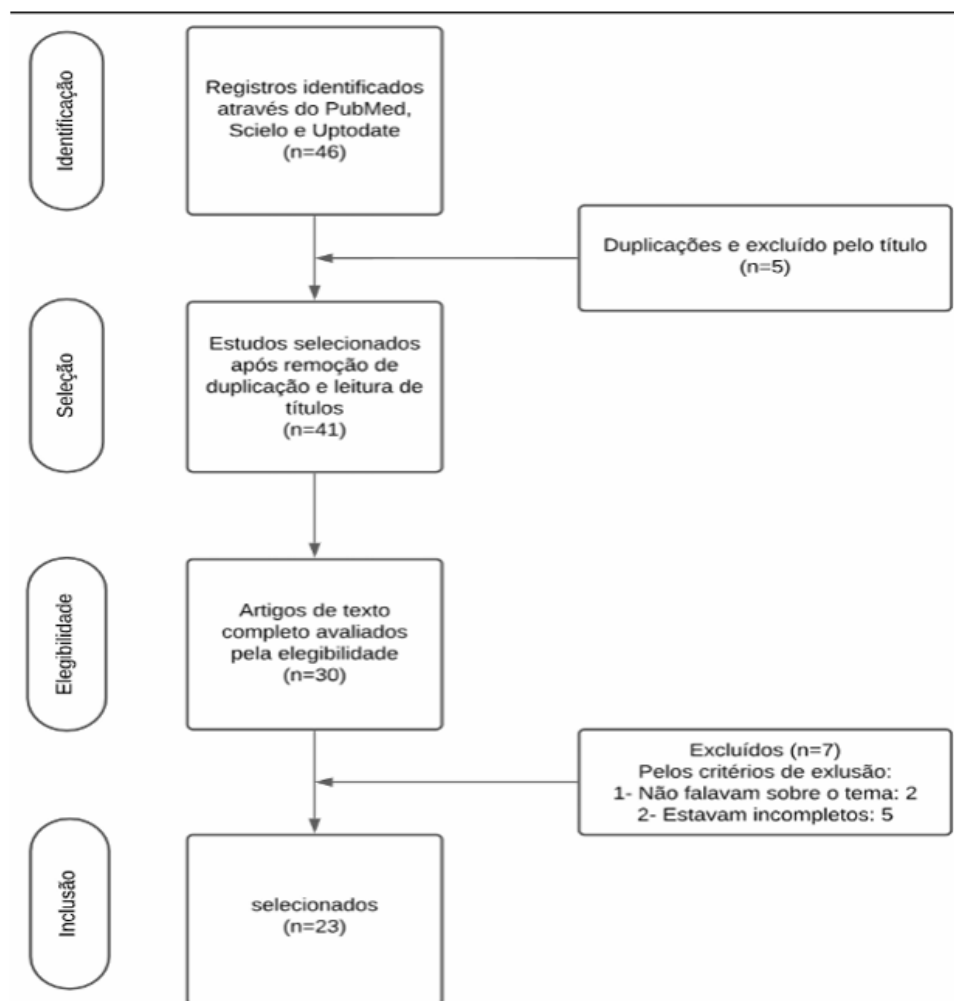 Identificação
Registros identificados
através do PubMed,
Scielo e Uptodate
(n=46)
Duplicações e excluído pelo título
(n=5)
Seleção
Estudos selecionados
após remoção de
duplicação e leitura de
títulos
(n=41)
Elegibilidade
Artigos de texto
completo avaliados
pela elegibilidade
(n=30)
Excluídos (n=7)
Pelos critérios de exlusão:
1- Não falavam sobre o tema: 2
2- Estavam incompletos: 5
Inclusão
selecionados
(n=23)